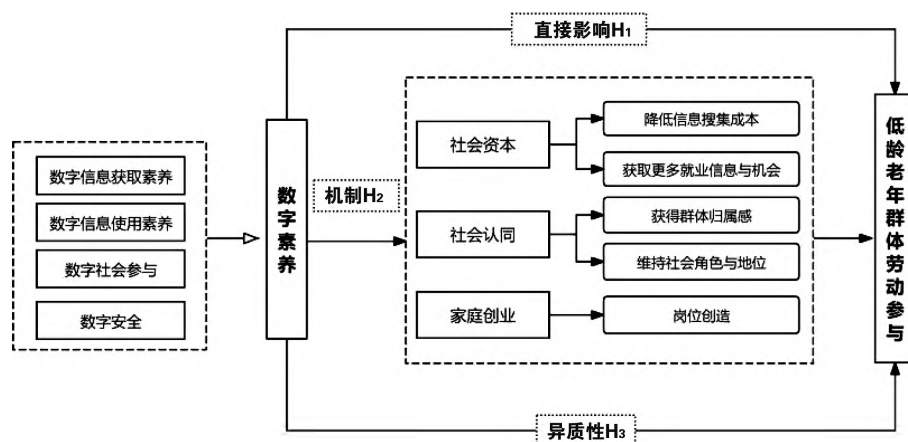 直接影响H1
数字信息获取素养
数字信息使用素养
数字社会参与
数字安全
数字素养
机制H2
社会资本
降低信息搜集成本
获取更多就业信息与机会
社会认同
获得群体归属感
维持社会角色与地位
家庭创业
岗位创造
低龄老年群体劳动参与
异质性H3